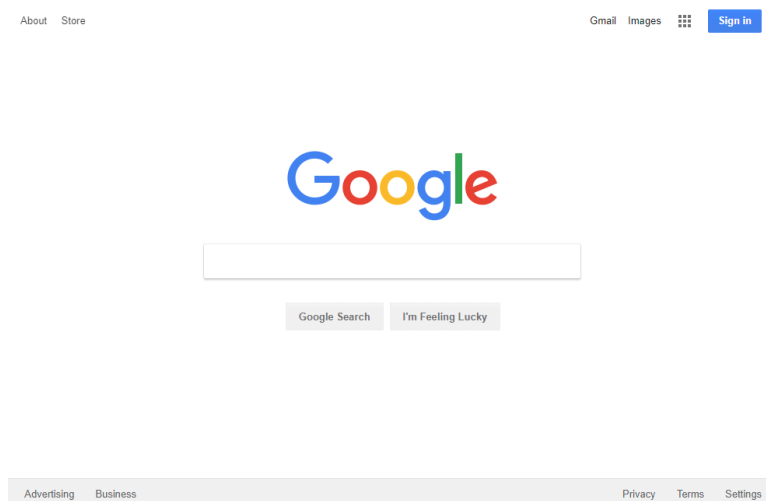 About Store Gmail Images Sign in
Google
Google Search I'm Feeling Lucky
Advertising Business Privacy Terms Settings